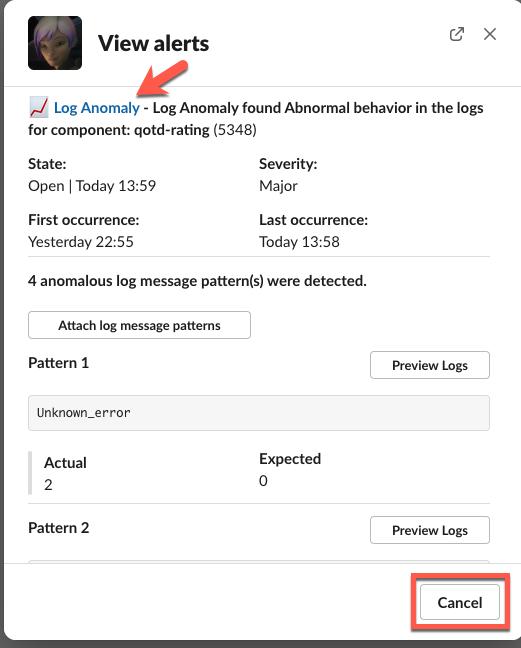 View alerts
Log Anomaly - Log Anomaly found Abnormal behavior in the logs
for component: qotd-rating (5348)
State:
Severity:
Open | Today 13:59
Major
First occurrence:
Last occurrence:
Yesterday 22:55
Today 13:58
4 anomalous log message pattern(s) were detected.
Attach log message patterns
Pattern 1
Preview Logs
Unknown_error
Actual
Expected
2
0
Pattern 2
Preview Logs
Cancel